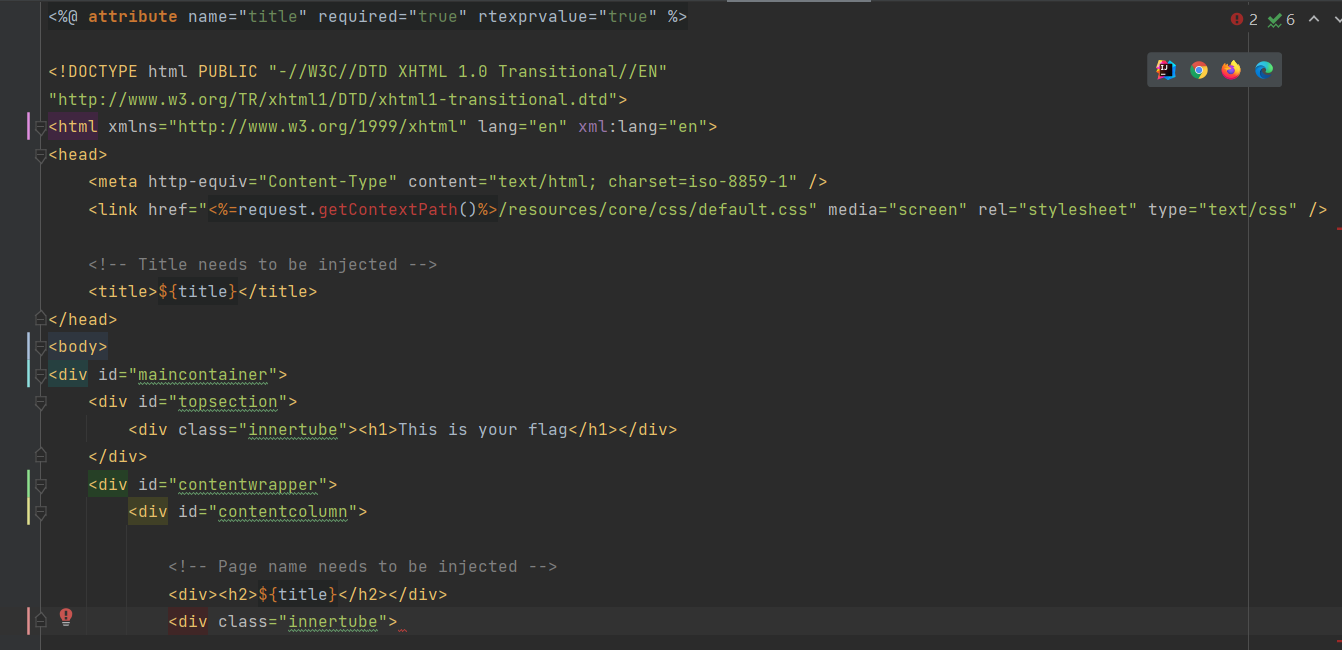 <%@ attribute name="title" required="true" rtexprvalue="true" %>
2 6
<!DOCTYPE html PUBLIC "-//W3C//DTD XHTML 1.0 Transitional//EN"
"http://www.w3.org/TR/xhtml1/DTD/xhtml1-transitional.dtd">
<html xmlns="http://www.w3.org/1999/xhtml" lang="en" xml:lang="en">
<head>
    <meta http-equiv="Content-Type" content="text/html; charset=iso-8859-1" />
    <link href="<%=request.getContextPath()%>/resources/core/css/default.css" media="screen" rel="stylesheet" type="text/css" />
    <!-- Title needs to be injected -->
    <title>${title}</title>
</head>
<body>
<div id="maincontainer">
    <div id="topsection">
        <div class="innertube"><h1>This is your flag</h1></div>
    </div>
    <div id="contentwrapper">
        <div id="contentcolumn">
            <!-- Page name needs to be injected -->
            <div><h2>${title}</h2></div>
            <div class="innertube">